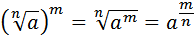 (ⁿ√a)ᵐ = ⁿ√aᵐ = a^(m/n)